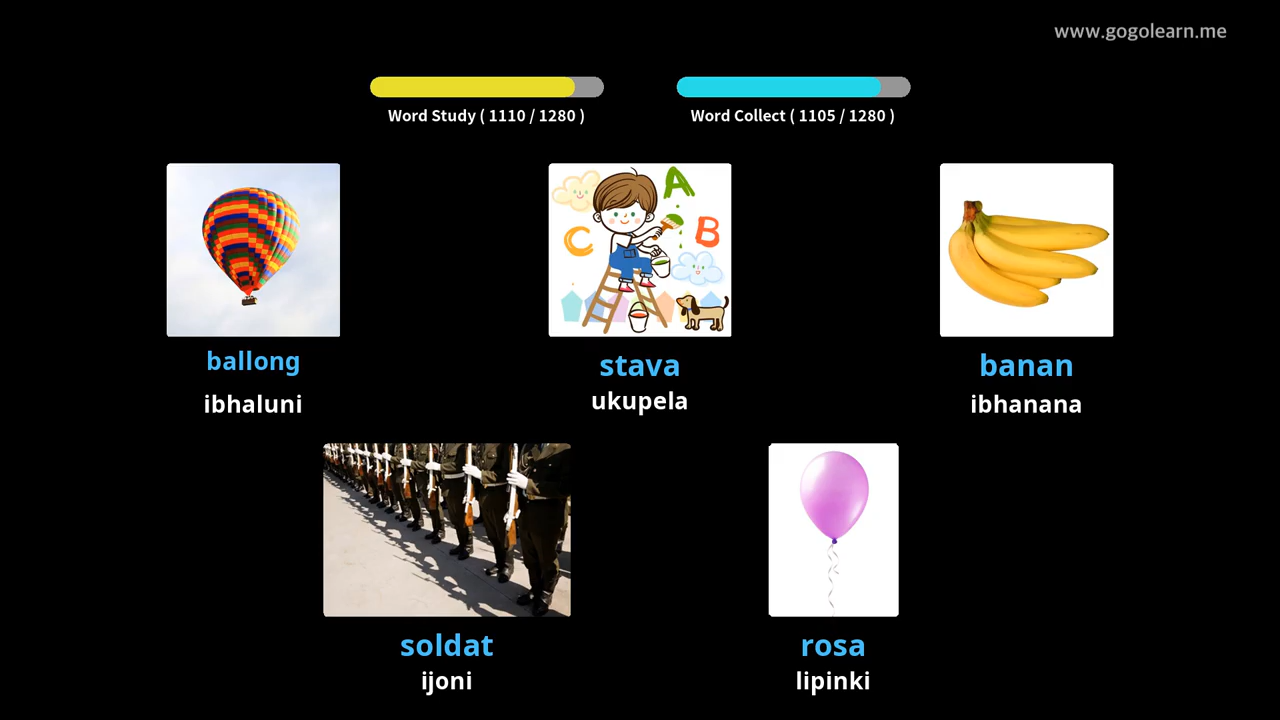 www.gogolearn.me
Word Study ( 1110 / 1280 )
Word Collect ( 1105 / 1280 )
A
B
C
ballong
ibhaluni
stava
ukupela
banan
ibhanana
soldat
ijoni
rosa
lipinki